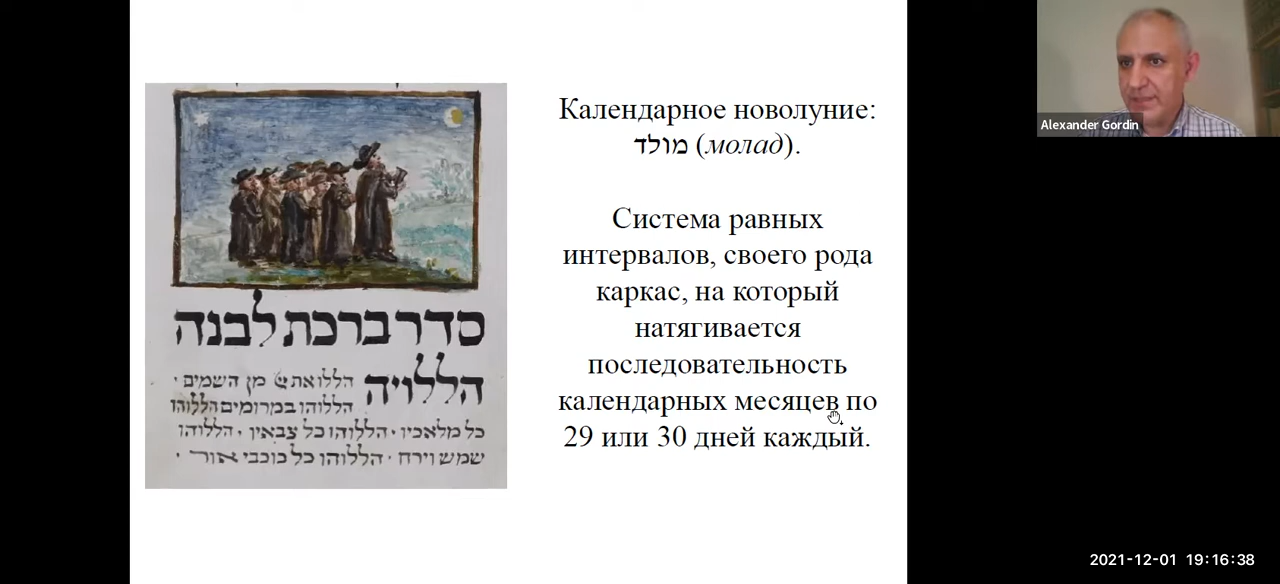 Календарное новолуние:
מולד (молад).
Система равных
интервалов, своего рода
каркас, на который
натягивается
последовательность
календарных месяцев по
29 или 30 дней каждый.
סדר ברכת לבנה
הללויה הללו את מן השמים ·
הללוהו במרומים הללוהו
כל מלאכיו · הללוהו כל צבאיו · הללוהו
שמש וירח · הללוהו כל כוכבי אור ·
Alexander Gordin
2021-12-01 19:16:38